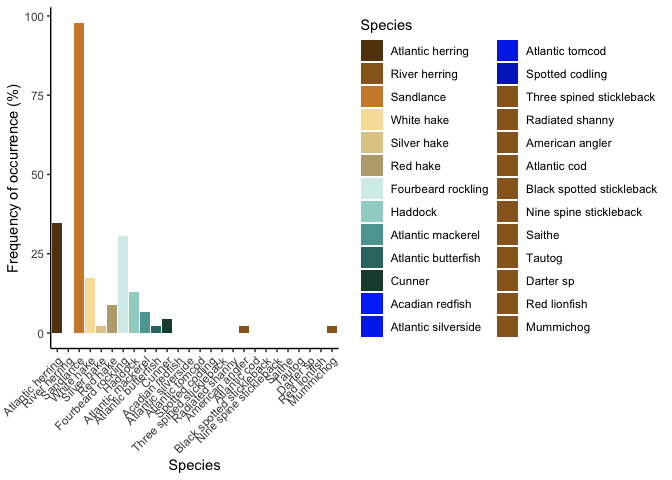 Frequency of occurrence (%)
100
75
50
25
0
Atlantic herring
River herring
Sandlance
White hake
Silver hake
Red hake
Fourbeard rockling
Haddock
Atlantic mackerel
Atlantic butterfish
Cunner
Acadian redfish
Atlantic silverside
Atlantic tomcod
Spotted codling
Three spined stickleback
Radiated shanny
American angler
Atlantic cod
Black spotted stickleback
Nine spine stickleback
Saithe
Tautog
Darter sp
Red lionfish
Mummichog
Species
Species
Atlantic herring
River herring
Sandlance
White hake
Silver hake
Red hake
Fourbeard rockling
Haddock
Atlantic mackerel
Atlantic butterfish
Cunner
Acadian redfish
Atlantic silverside
Atlantic tomcod
Spotted codling
Three spined stickleback
Radiated shanny
American angler
Atlantic cod
Black spotted stickleback
Nine spine stickleback
Saithe
Tautog
Darter sp
Red lionfish
Mummichog